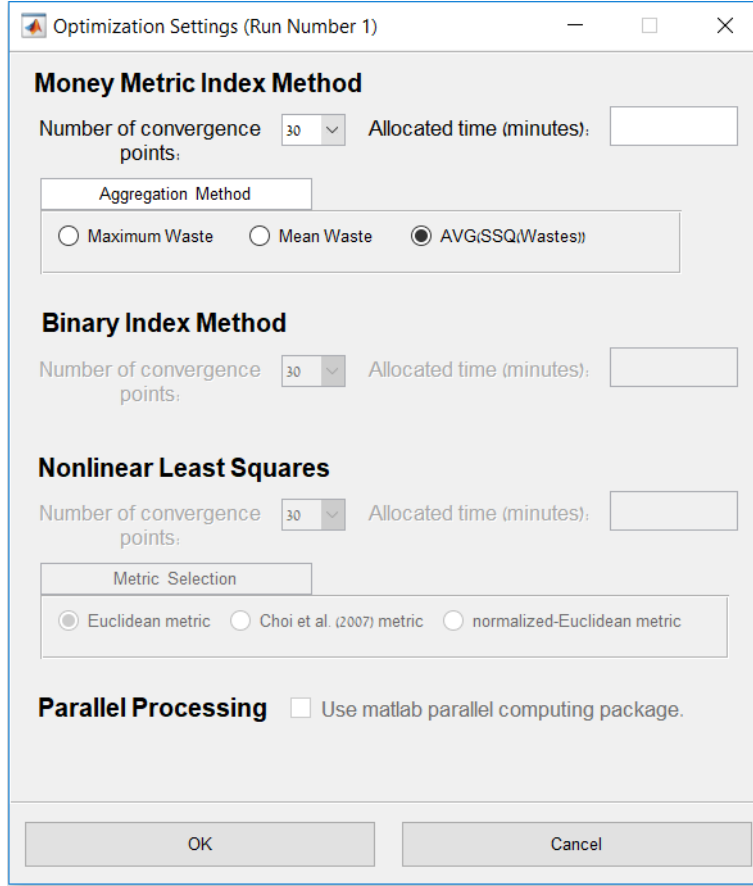 Optimization Settings (Run Number 1)
Money Metric Index Method
Number of convergence points: 30 Allocated time (minutes):
Aggregation Method
Maximum Waste Mean Waste AVG(SSQ(Wastes))
Binary Index Method
Number of convergence points: 30 Allocated time (minutes):
Nonlinear Least Squares
Number of convergence points: 30 Allocated time (minutes):
Metric Selection
Euclidean metric Choi et al. (2007) metric normalized-Euclidean metric
Parallel Processing Use matlab parallel computing package.
OK Cancel